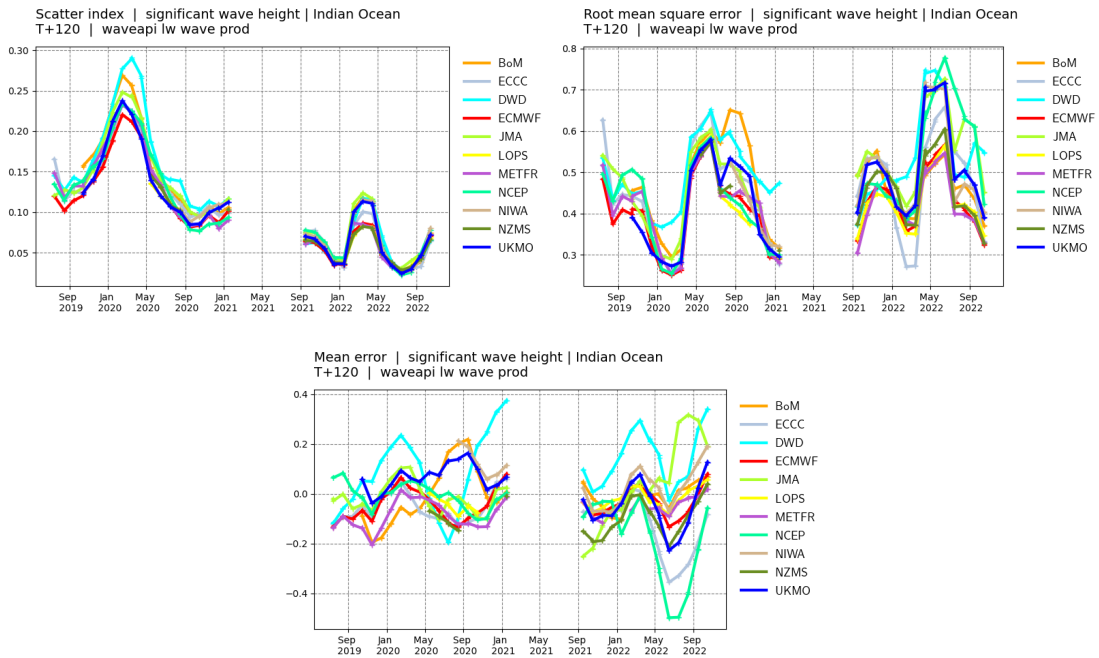 Scatter index | significant wave height | Indian Ocean
T+120 | waveapi lw wave prod
0.30
0.25
0.20
0.15
0.10
0.05
Sep 2019
Jan 2020
May 2020
Sep 2020
Jan 2021
May 2021
Sep 2021
Jan 2022
May 2022
Sep 2022
BoM
ECCC
DWD
ECMWF
JMA
LOPS
METFR
NCEP
NIWA
NZMS
UKMO
Root mean square error | significant wave height | Indian Ocean
T+120 | waveapi lw wave prod
0.8
0.7
0.6
0.5
0.4
0.3
Sep 2019
Jan 2020
May 2020
Sep 2020
Jan 2021
May 2021
Sep 2021
Jan 2022
May 2022
Sep 2022
BoM
ECCC
DWD
ECMWF
JMA
LOPS
METFR
NCEP
NIWA
NZMS
UKMO
Mean error | significant wave height | Indian Ocean
T+120 | waveapi lw wave prod
0.4
0.2
0.0
−0.2
−0.4
Sep 2019
Jan 2020
May 2020
Sep 2020
Jan 2021
May 2021
Sep 2021
Jan 2022
May 2022
Sep 2022
BoM
ECCC
DWD
ECMWF
JMA
LOPS
METFR
NCEP
NIWA
NZMS
UKMO